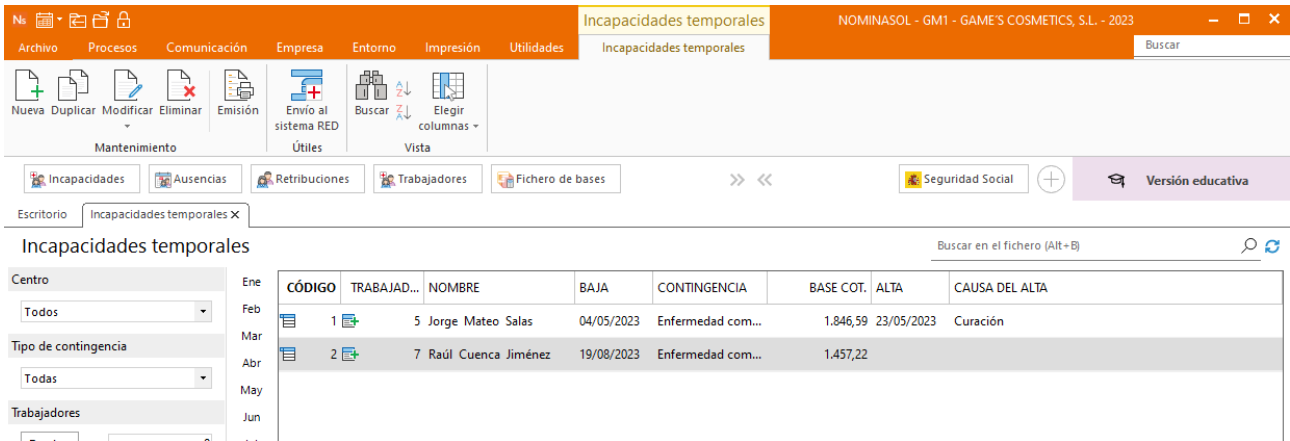 Ns Incapacidades temporales NOMINASOL - GM1 - GAME'S COSMETICS, S.L. - 2023
Archivo Procesos Comunicación Empresa Entorno Impresión Utilidades Incapacidades temporales Buscar
Nueva Duplicar Modificar Eliminar Emisión Envío al sistema RED Buscar Elegir columnas
Mantenimiento Útiles Vista
Incapacidades Ausencias Retribuciones Trabajadores Fichero de bases Seguridad Social Versión educativa
Escritorio Incapacidades temporales X
Incapacidades temporales Buscar en el fichero (Alt+B)
Centro Ene CÓDIGO TRABAJAD... NOMBRE BAJA CONTINGENCIA BASE COT. ALTA CAUSA DEL ALTA
Todos Feb 1 5 Jorge Mateo Salas 04/05/2023 Enfermedad com... 1.846,59 23/05/2023 Curación
Mar
Tipo de contingencia
2 7 Raúl Cuenca Jiménez 19/08/2023 Enfermedad com... 1.457,22
Abr
Todas
May
Trabajadores Jun